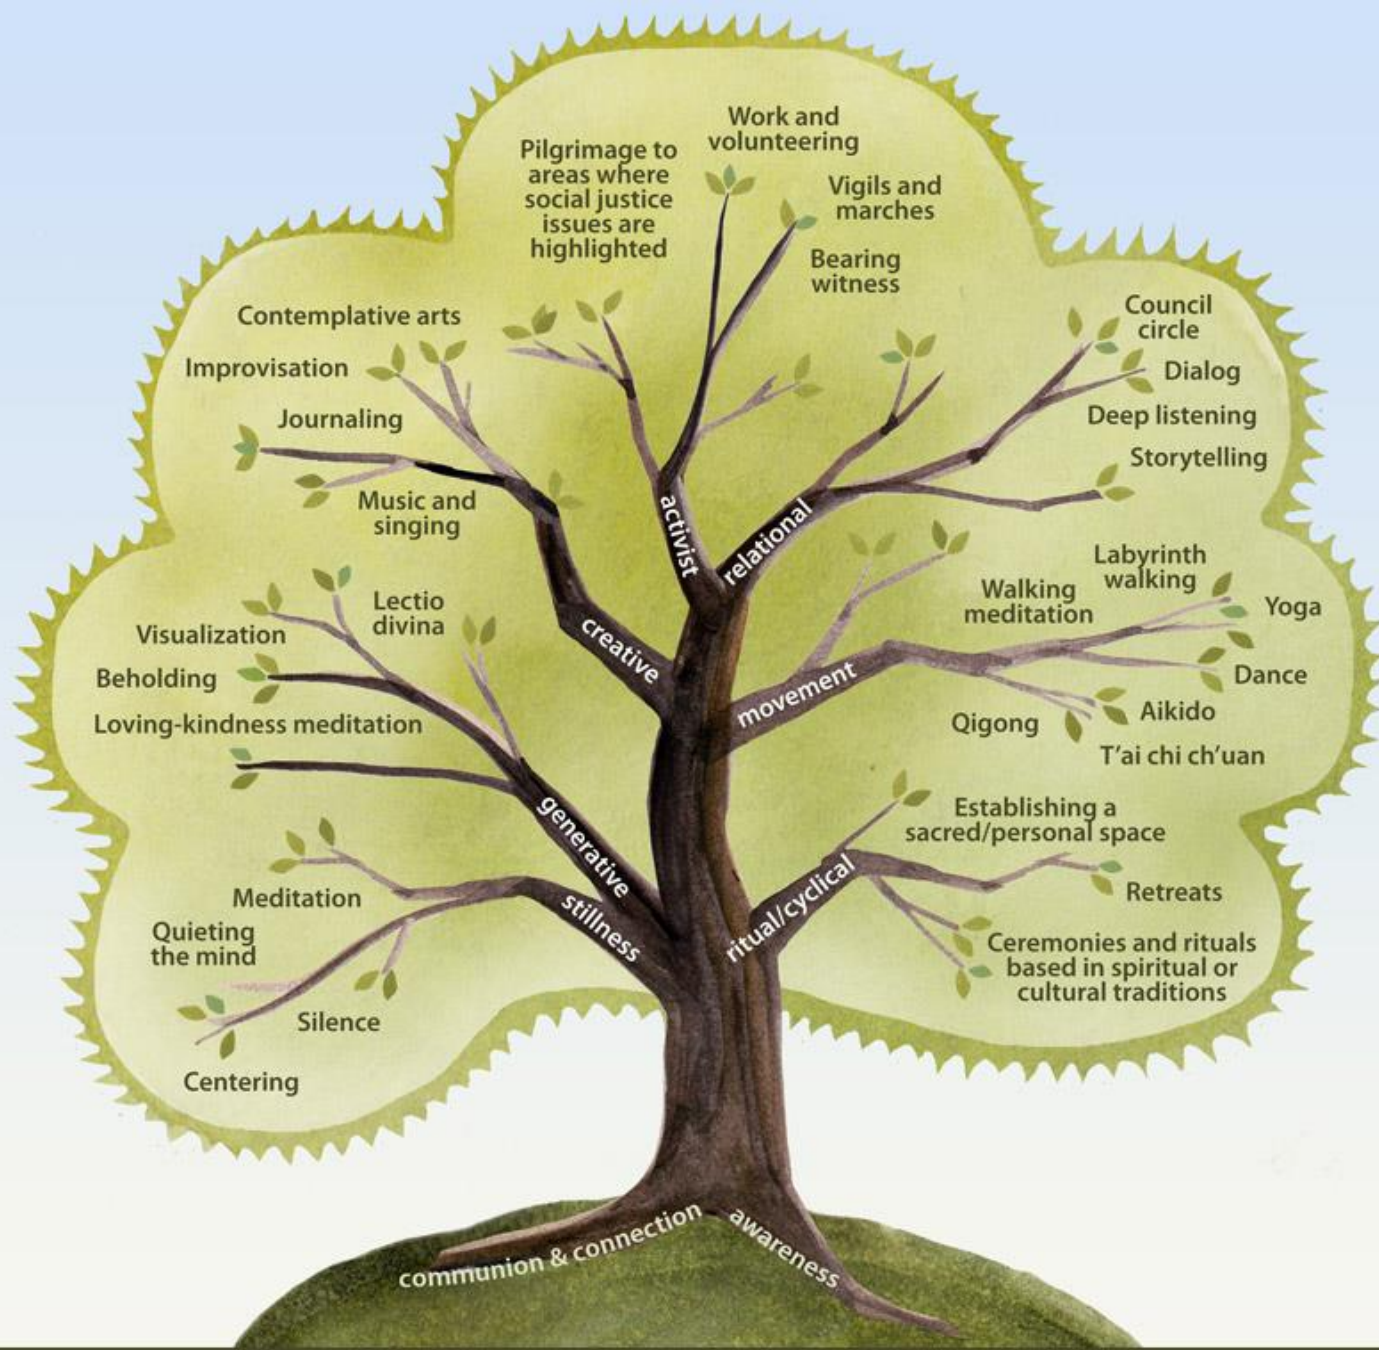 Work and
volunteering
Pilgrimage to
areas where
social justice
issues are
highlighted
Vigils and
marches
Bearing
witness
Contemplative arts
Improvisation
Journaling
Music and
singing
Council
circle
Dialog
Deep listening
Storytelling
activist
relational
creative
movement
Labyrinth
walking
Walking
meditation
Yoga
Dance
Aikido
Qigong
T'ai chi ch'uan
Lectio
divina
Visualization
Beholding
Loving-kindness meditation
generative
stillness
ritual/cyclical
Establishing a
sacred/personal space
Retreats
Ceremonies and rituals
based in spiritual or
cultural traditions
Meditation
Quieting
the mind
Silence
Centering
communion & connection
awareness